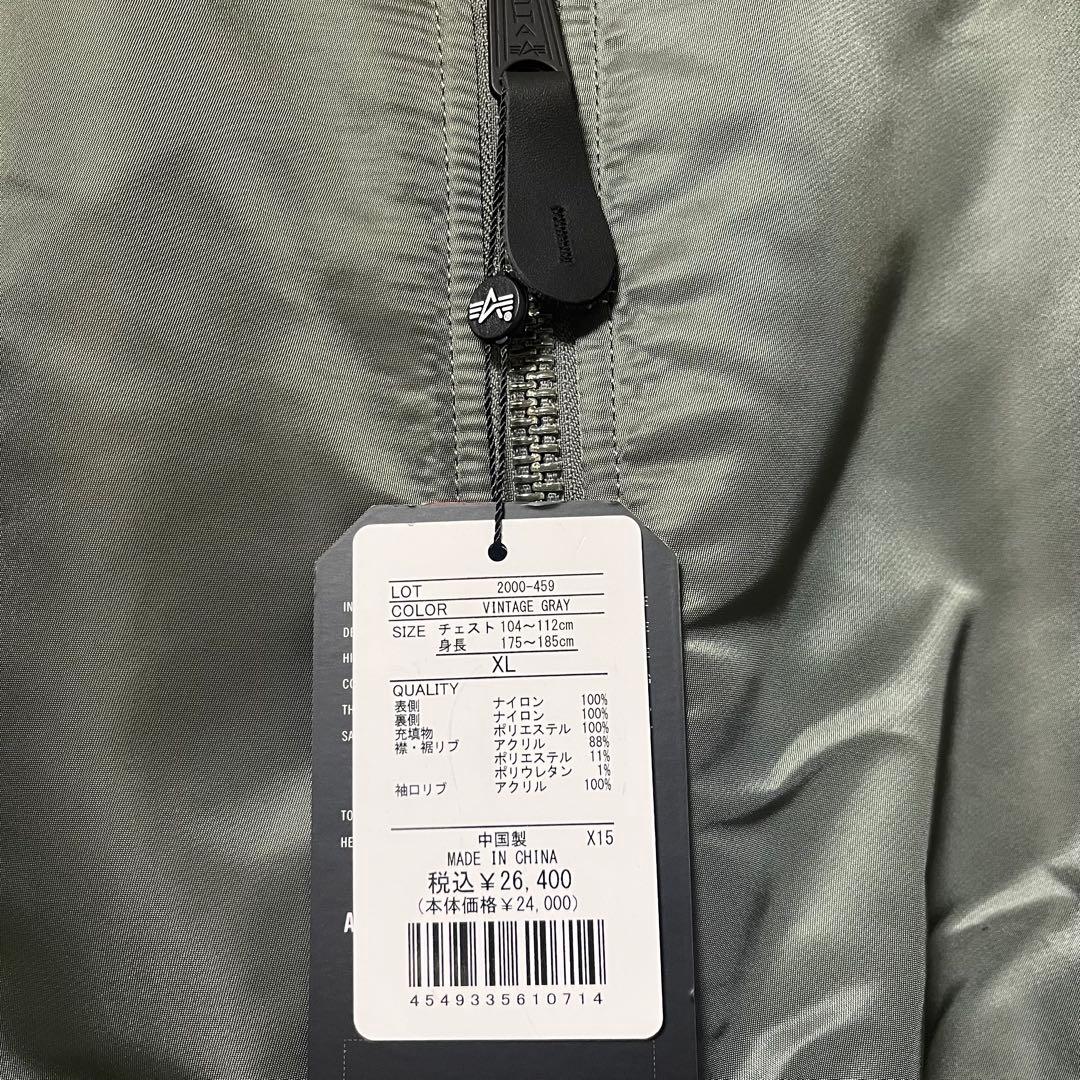 LOT 2000-459
COLOR VINTAGE GRAY
SIZE チェスト 104～112cm
身長 175～185cm
XL
QUALITY
表側 ナイロン 100%
裏側 ナイロン 100%
充填物 ポリエステル 100%
襟・裾リブ アクリル 88%
ポリエステル 11%
ポリウレタン 1%
袖口リブ アクリル 100%
中国製 X15
MADE IN CHINA
税込￥26,400
(本体価格￥24,000)
4549335610714